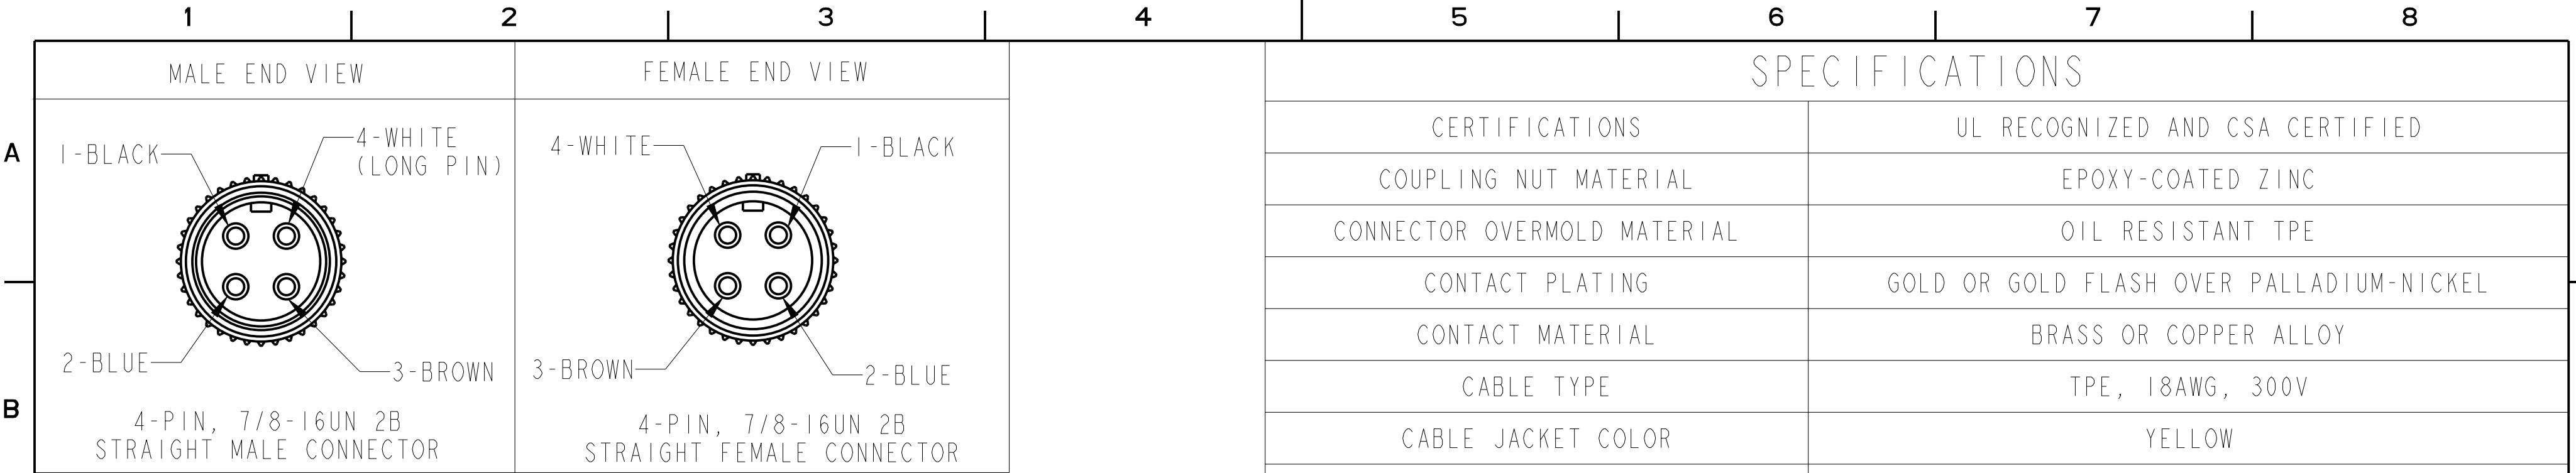 1 2 3 4 5 6 7 8
MALE END VIEW
FEMALE END VIEW
A
1-BLACK
4-WHITE
(LONG PIN)
2-BLUE
3-BROWN
4-PIN, 7/8-16UN 2B
STRAIGHT MALE CONNECTOR
4-WHITE
1-BLACK
3-BROWN
2-BLUE
4-PIN, 7/8-16UN 2B
STRAIGHT FEMALE CONNECTOR
B
SPECIFICATIONS
CERTIFICATIONS UL RECOGNIZED AND CSA CERTIFIED
COUPLING NUT MATERIAL EPOXY-COATED ZINC
CONNECTOR OVERMOLD MATERIAL OIL RESISTANT TPE
CONTACT PLATING GOLD OR GOLD FLASH OVER PALLADIUM-NICKEL
CONTACT MATERIAL BRASS OR COPPER ALLOY
CABLE TYPE TPE, 18AWG, 300V
CABLE JACKET COLOR YELLOW